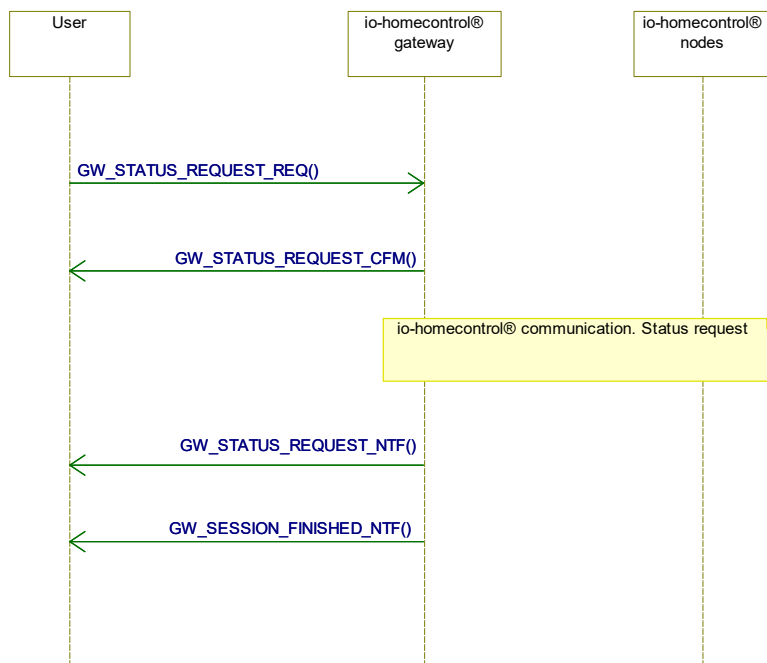 User
io-homecontrol®
gateway
io-homecontrol®
nodes
GW_STATUS_REQUEST_REQ()
GW_STATUS_REQUEST_CFM()
io-homecontrol® communication. Status request
GW_STATUS_REQUEST_NTF()
GW_SESSION_FINISHED_NTF()